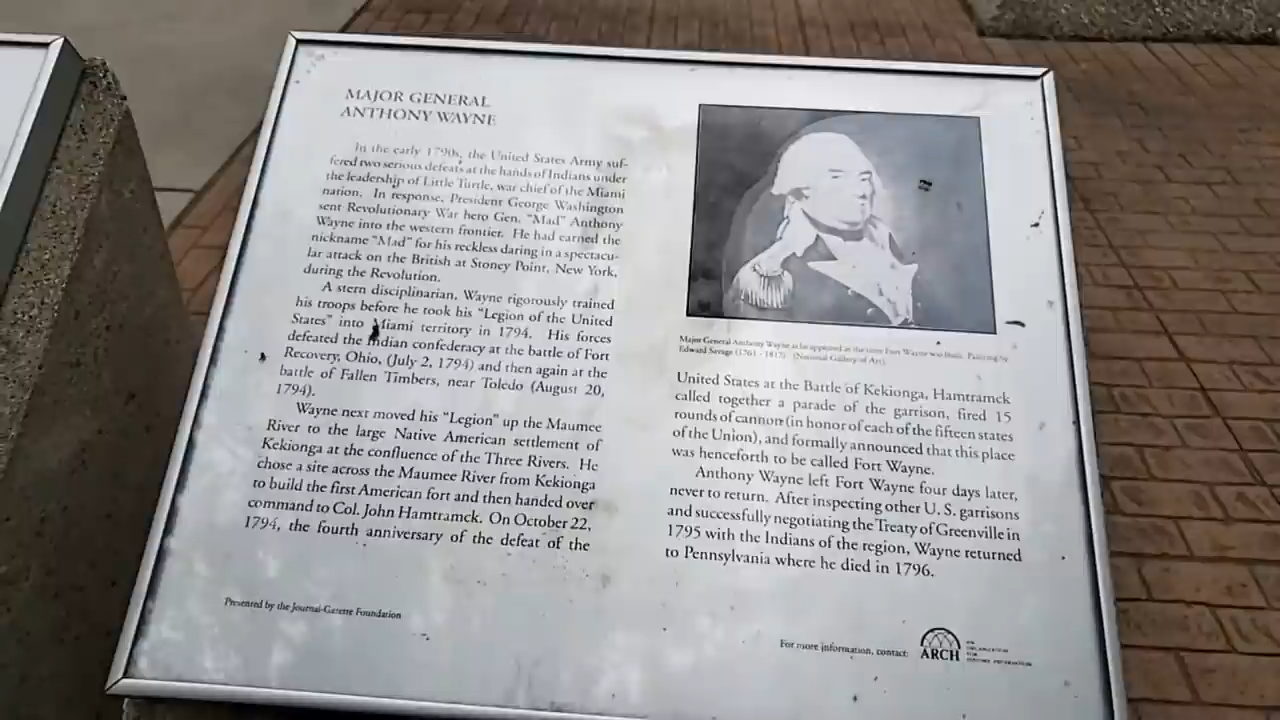 MAJOR GENERAL
ANTHONY WAYNE
In the early 1790s, the United States Army suf-
fered two serious defeats at the hands of Indians under
the leadership of Little Turtle, war chief of the Miami
nation. In response, President George Washington
sent Revolutionary War hero Gen. "Mad" Anthony
Wayne into the western frontier. He had earned the
nickname "Mad" for his reckless daring in a spectacu-
lar attack on the British at Stoney Point, New York,
during the Revolution.
A stern disciplinarian, Wayne rigorously trained
his troops before he took his "Legion of the United
States" into Miami territory in 1794. His forces
defeated the Indian confederacy at the battle of Fort
Recovery, Ohio, (July 2, 1794) and then again at the
battle of Fallen Timbers, near Toledo (August 20,
1794).
Wayne next moved his "Legion" up the Maumee
River to the large Native American settlement of
Kekionga at the confluence of the Three Rivers. He
chose a site across the Maumee River from Kekionga
to build the first American fort and then handed over
command to Col. John Hamtramck. On October 22,
1794, the fourth anniversary of the defeat of the
Presented by the Journal-Gazette Foundation
Major General Anthony Wayne as he appeared at the time Fort Wayne was built. Painting by
Edward Savage (1761 - 1817). (National Gallery of Art).
United States at the Battle of Kekionga, Hamtramck
called together a parade of the garrison, fired 15
rounds of cannon (in honor of each of the fifteen states
of the Union), and formally announced that this place
was henceforth to be called Fort Wayne.
Anthony Wayne left Fort Wayne four days later,
never to return. After inspecting other U. S. garrisons
and successfully negotiating the Treaty of Greenville in
1795 with the Indians of the region, Wayne returned
to Pennsylvania where he died in 1796.
For more information, contact:
ARCH